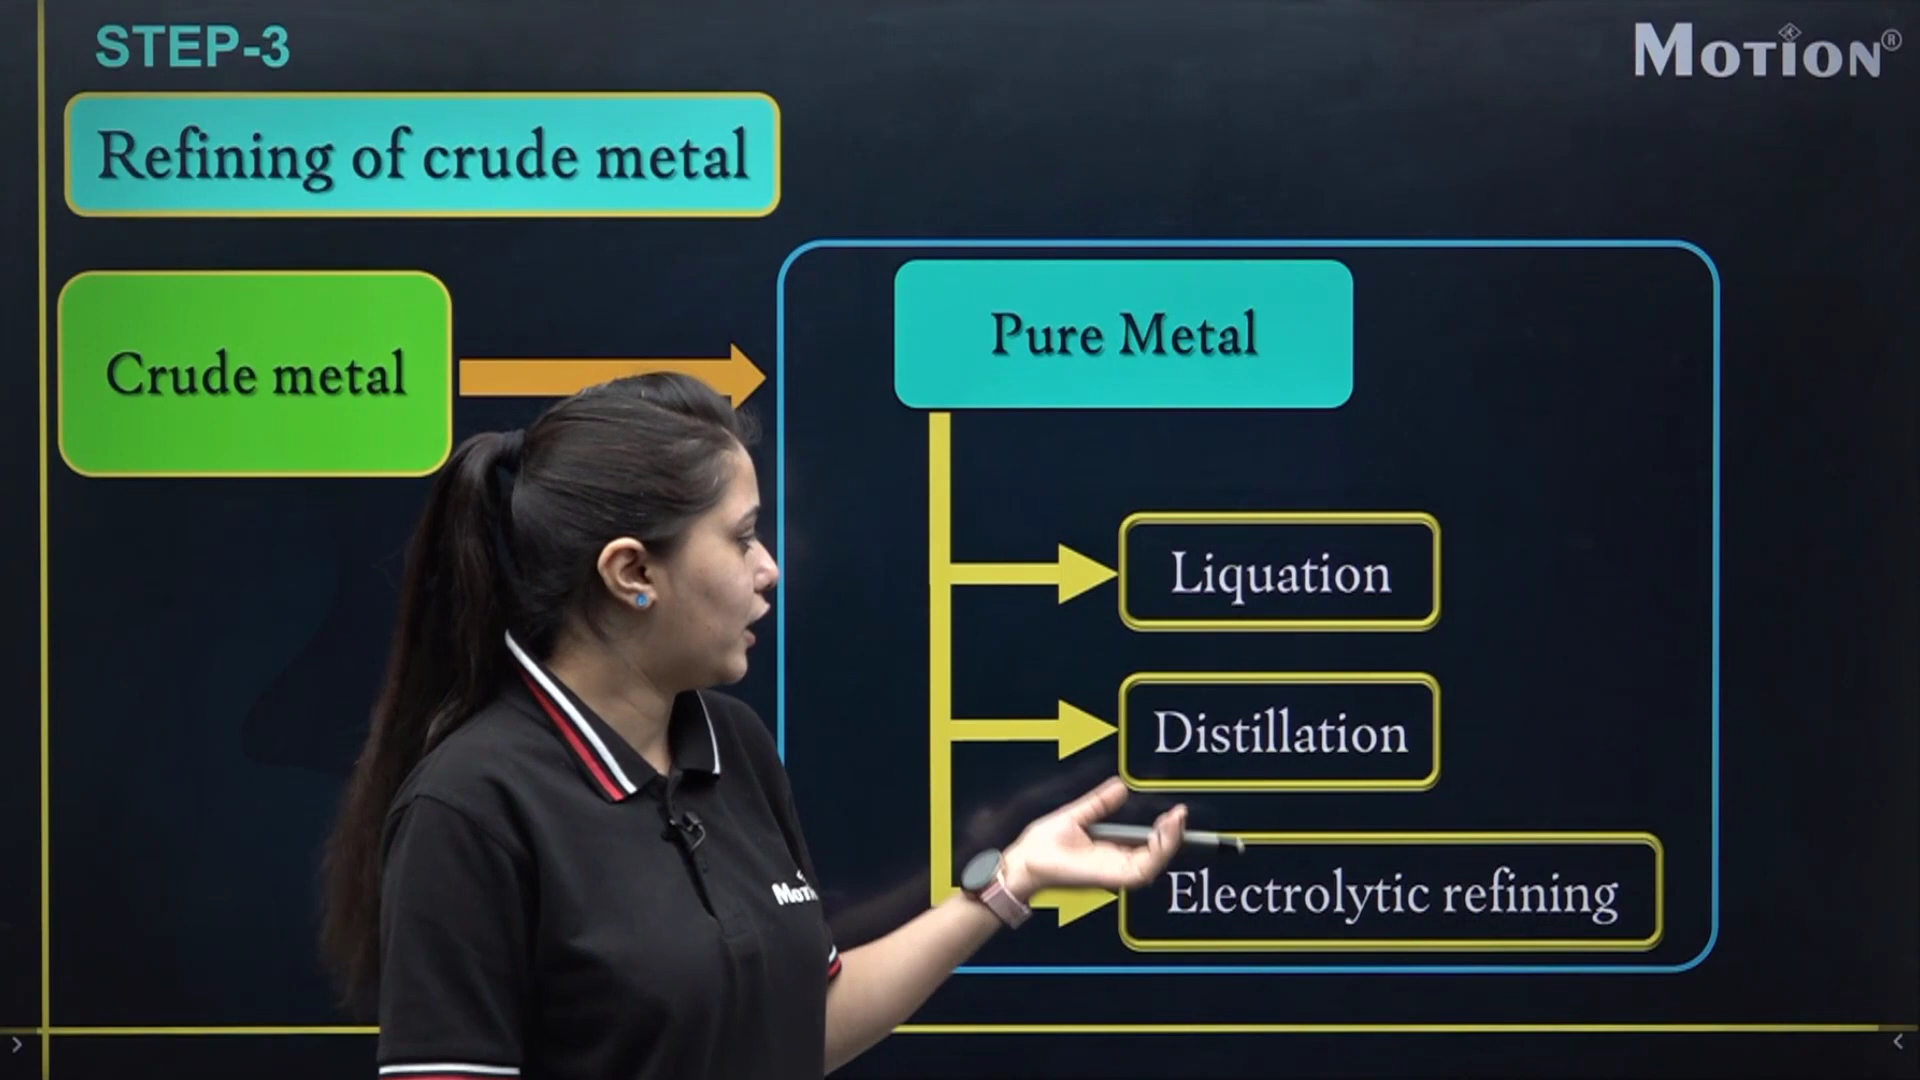 STEP-3
MOTION®
Refining of crude metal
Crude metal
Pure Metal
Liquation
Distillation
Electrolytic refining